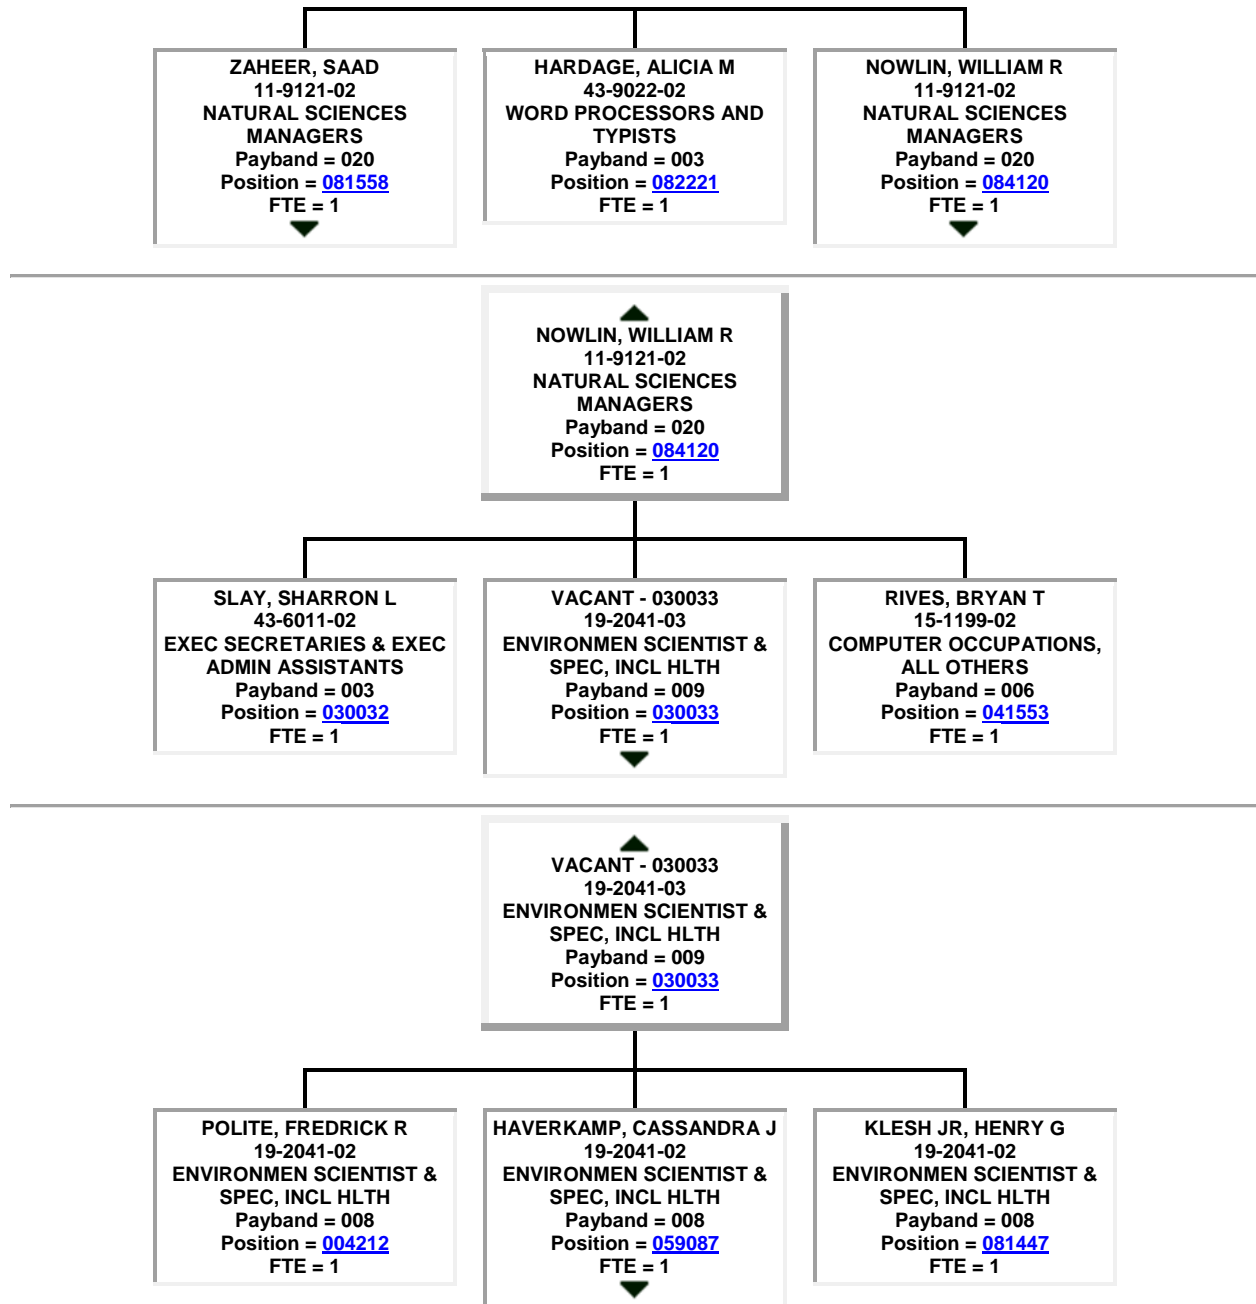 ZAHEER, SAAD
11-9121-02
NATURAL SCIENCES
MANAGERS
Payband = 020
Position = 081558
FTE = 1
HARDAGE, ALICIA M
43-9022-02
WORD PROCESSORS AND
TYPISTS
Payband = 003
Position = 082221
FTE = 1
NOWLIN, WILLIAM R
11-9121-02
NATURAL SCIENCES
MANAGERS
Payband = 020
Position = 084120
FTE = 1
NOWLIN, WILLIAM R
11-9121-02
NATURAL SCIENCES
MANAGERS
Payband = 020
Position = 084120
FTE = 1
SLAY, SHARRON L
43-6011-02
EXEC SECRETARIES & EXEC
ADMIN ASSISTANTS
Payband = 003
Position = 030032
FTE = 1
VACANT - 030033
19-2041-03
ENVIRONMEN SCIENTIST &
SPEC, INCL HLTH
Payband = 009
Position = 030033
FTE = 1
RIVES, BRYAN T
15-1199-02
COMPUTER OCCUPATIONS,
ALL OTHERS
Payband = 006
Position = 041553
FTE = 1
VACANT - 030033
19-2041-03
ENVIRONMEN SCIENTIST &
SPEC, INCL HLTH
Payband = 009
Position = 030033
FTE = 1
POLITE, FREDRICK R
19-2041-02
ENVIRONMEN SCIENTIST &
SPEC, INCL HLTH
Payband = 008
Position = 004212
FTE = 1
HAVERKAMP, CASSANDRA J
19-2041-02
ENVIRONMEN SCIENTIST &
SPEC, INCL HLTH
Payband = 008
Position = 059087
FTE = 1
KLESH JR, HENRY G
19-2041-02
ENVIRONMEN SCIENTIST &
SPEC, INCL HLTH
Payband = 008
Position = 081447
FTE = 1